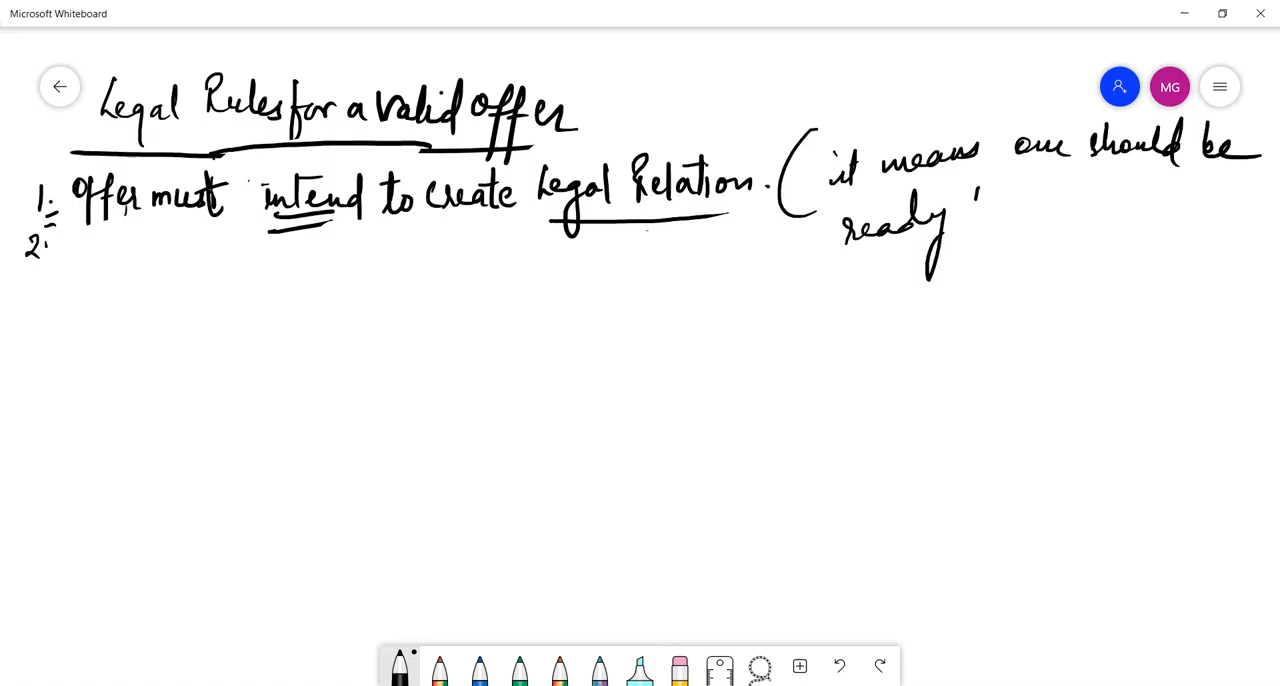 Microsoft Whiteboard
MG
Legal Rules for a valid offer
1. Offer must intend to create Legal Relation. (it means one should be
ready
2.